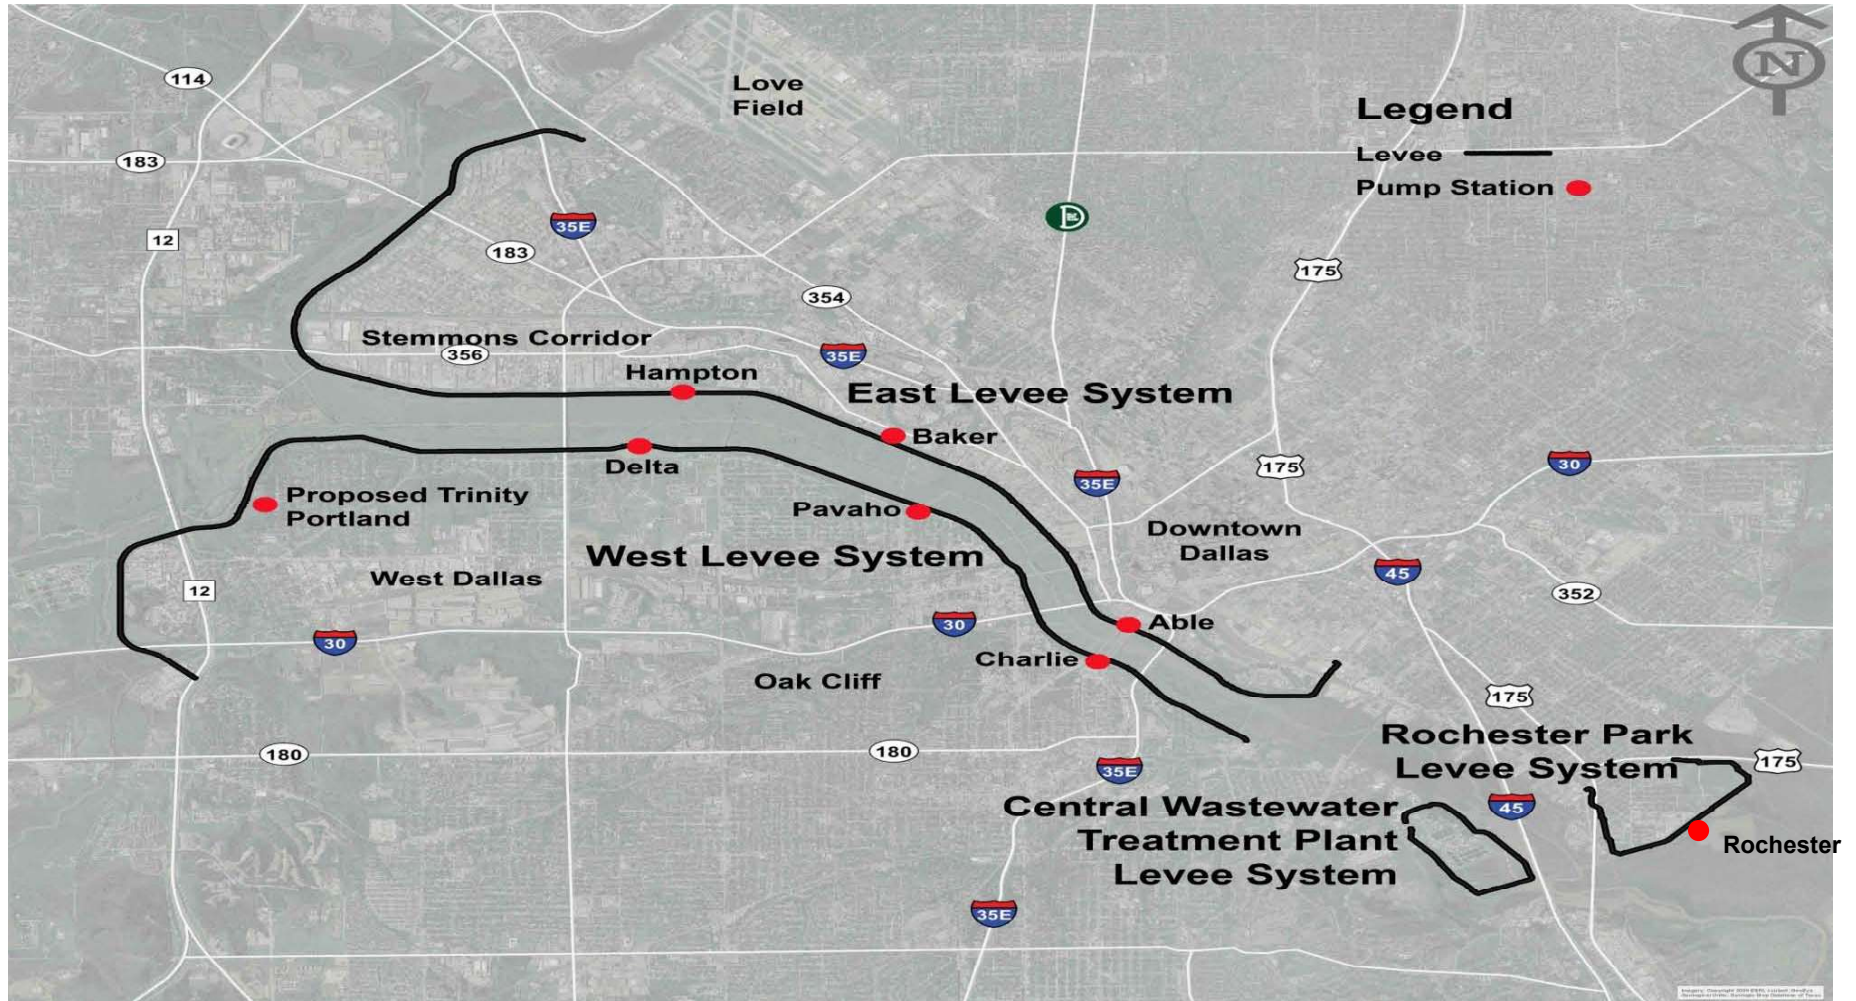 114
Love
Field
N
Legend
Levee
Pump Station
183
12
35E
183
D
175
354
Stemmons Corridor
356
35E
Hampton
East Levee System
Baker
Delta
175
30
35E
Proposed Trinity
Portland
Pavaho
Downtown
Dallas
West Levee System
West Dallas
45
12
352
30
30
Able
Charlie
Oak Cliff
175
180
180
35E
Rochester Park
Levee System
175
45
Central Wastewater
Treatment Plant
Levee System
Rochester
35E